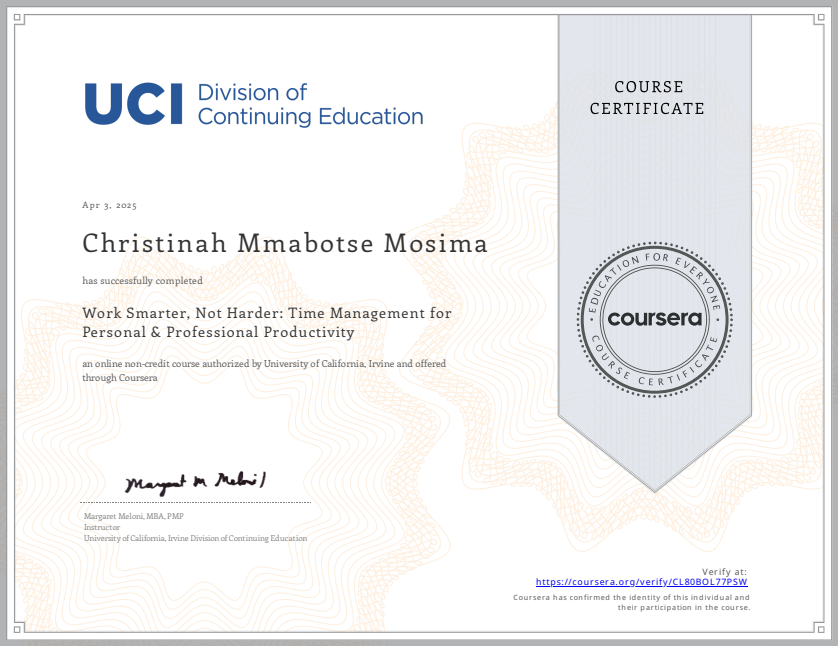 UCI Division of
Continuing Education
COURSE
CERTIFICATE
Apr 3, 2025
Christinah Mmabotse Mosima
has successfully completed
Work Smarter, Not Harder: Time Management for
Personal & Professional Productivity
an online non-credit course authorized by University of California, Irvine and offered
through Coursera
EDUCATION FOR EVERYONE
coursera
COURSE CERTIFICATE
Margaret M Meloni
Margaret Meloni, MBA, PMP
Instructor
University of California, Irvine Division of Continuing Education
Verify at:
https://coursera.org/verify/CL80BOL77PSW
Coursera has confirmed the identity of this individual and
their participation in the course.